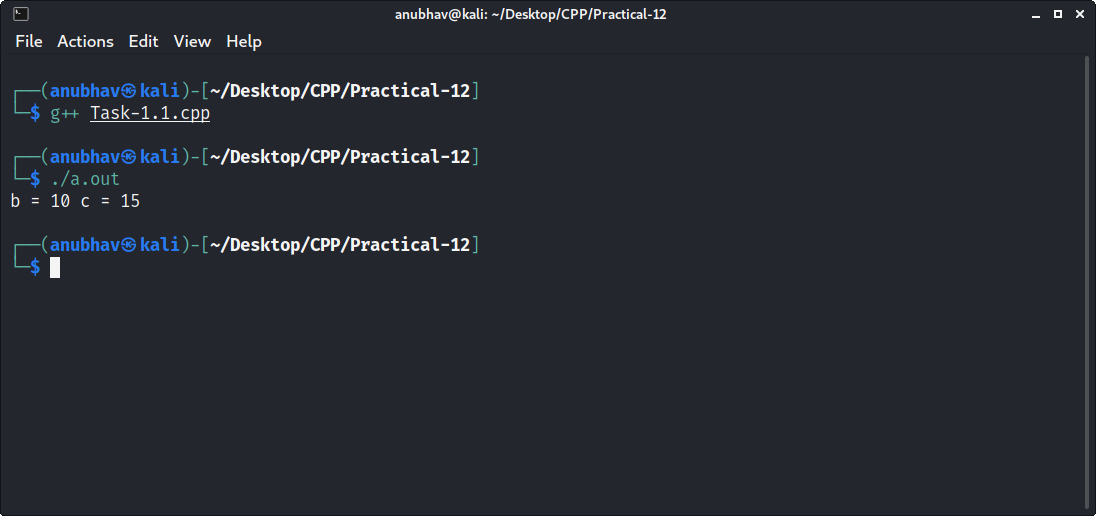 anubhav@kali: ~/Desktop/CPP/Practical-12
File Actions Edit View Help
┌──(anubhav㉿kali)-[~/Desktop/CPP/Practical-12]
└─$ g++ Task-1.1.cpp
┌──(anubhav㉿kali)-[~/Desktop/CPP/Practical-12]
└─$ ./a.out
b = 10 c = 15
┌──(anubhav㉿kali)-[~/Desktop/CPP/Practical-12]
└─$